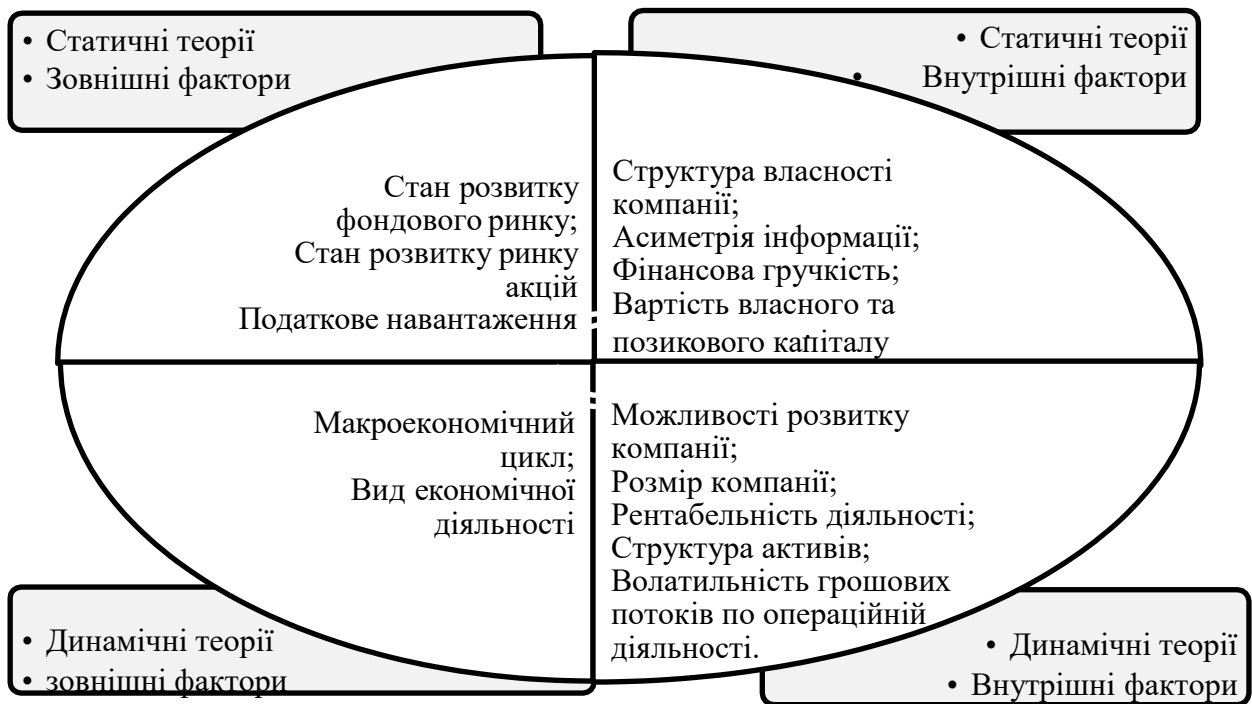 • Статичні теорії
• Зовнішні фактори
• Статичні теорії
• Внутрішні фактори
Стан розвитку
фондового ринку;
Стан розвитку ринку
акцій
Податкове навантаження
Структура власності
компанії;
Асиметрія інформації;
Фінансова гручкість;
Вартість власного та
позикового капіталу
Макроекономічний
цикл;
Вид економічної
діяльності
Можливості розвитку
компанії;
Розмір компанії;
Рентабельність діяльності;
Структура активів;
Волатильність грошових
потоків по операційній
діяльності.
• Динамічні теорії
• зовнішні фактори
• Динамічні теорії
• Внутрішні фактори